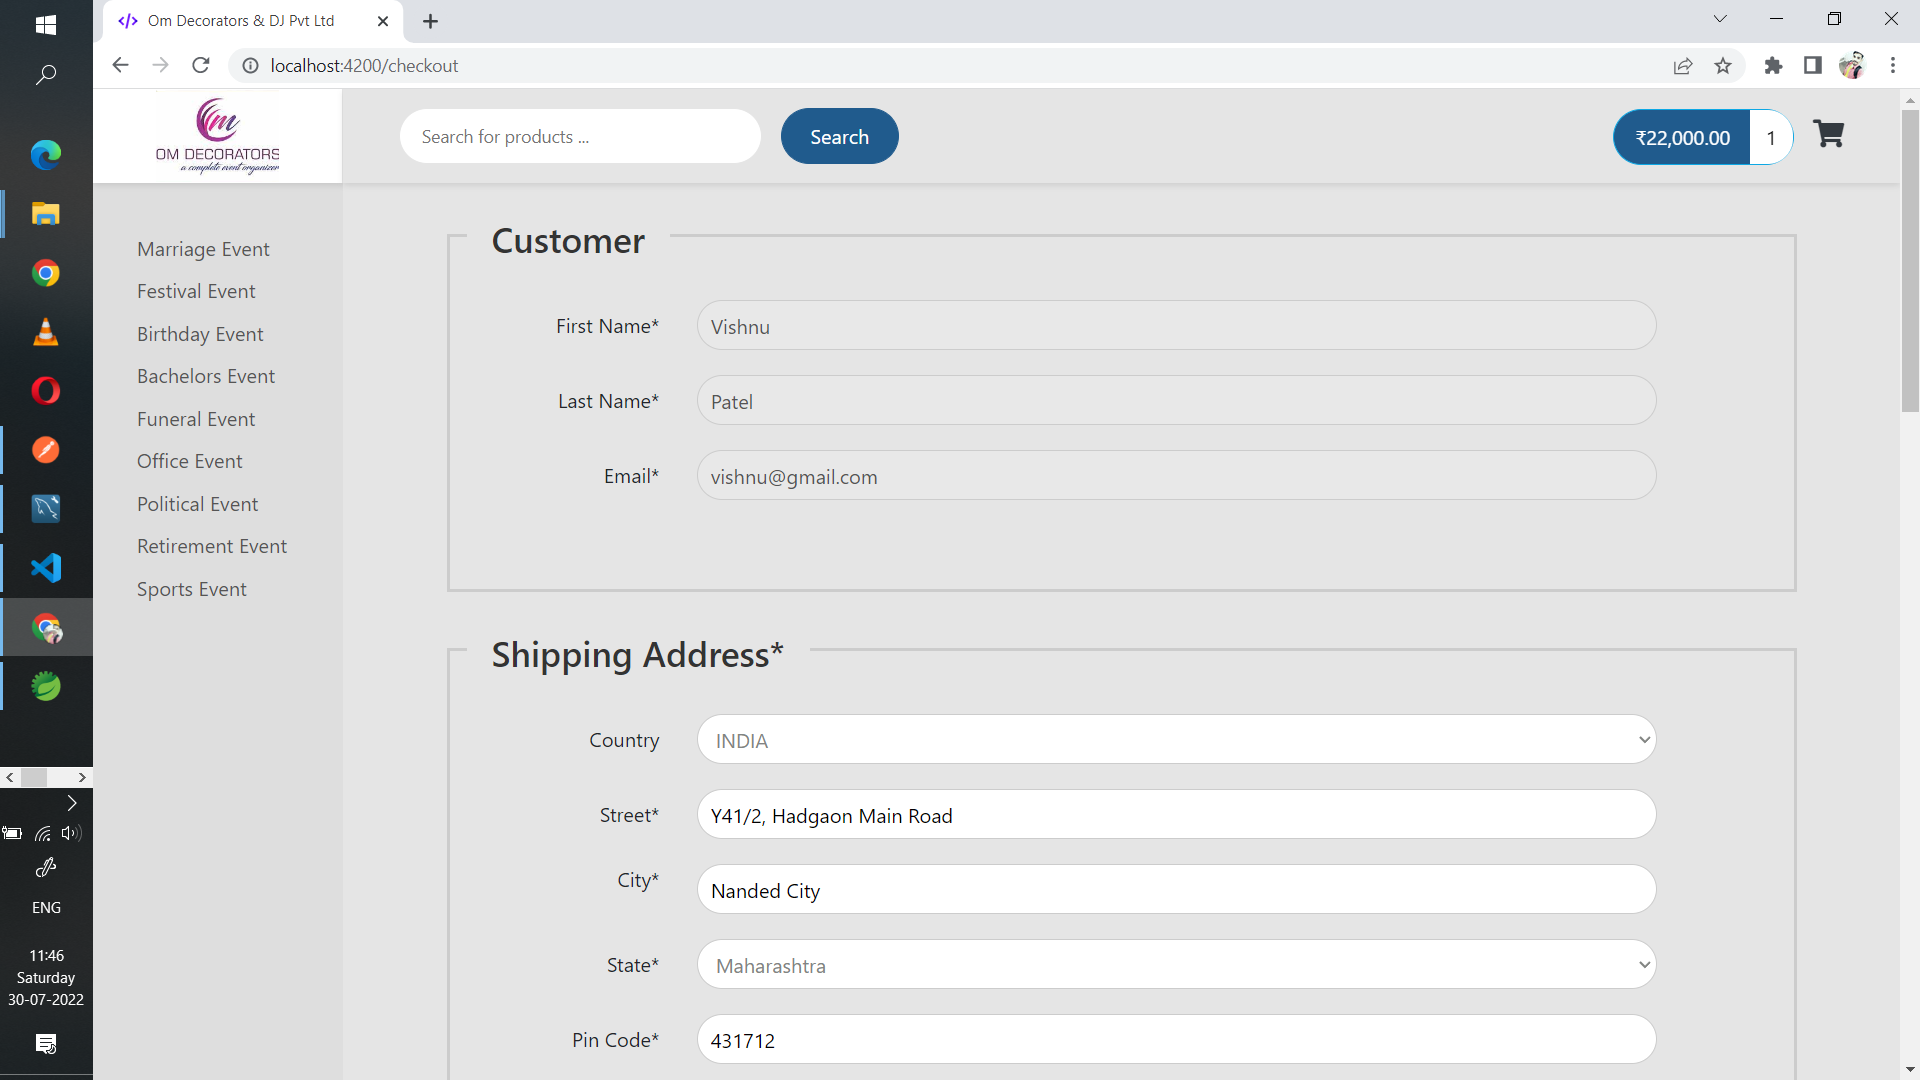 Om Decorators & DJ Pvt Ltd
localhost:4200/checkout
OM DECORATORS
a complete event organizer
Search for products ...
Search
₹22,000.00
1
Marriage Event
Festival Event
Birthday Event
Bachelors Event
Funeral Event
Office Event
Political Event
Retirement Event
Sports Event
Customer
First Name*
Vishnu
Last Name*
Patel
Email*
vishnu@gmail.com
Shipping Address*
Country
INDIA
Street*
Y41/2, Hadgaon Main Road
City*
Nanded City
State*
Maharashtra
Pin Code*
431712
ENG
11:46
Saturday
30-07-2022